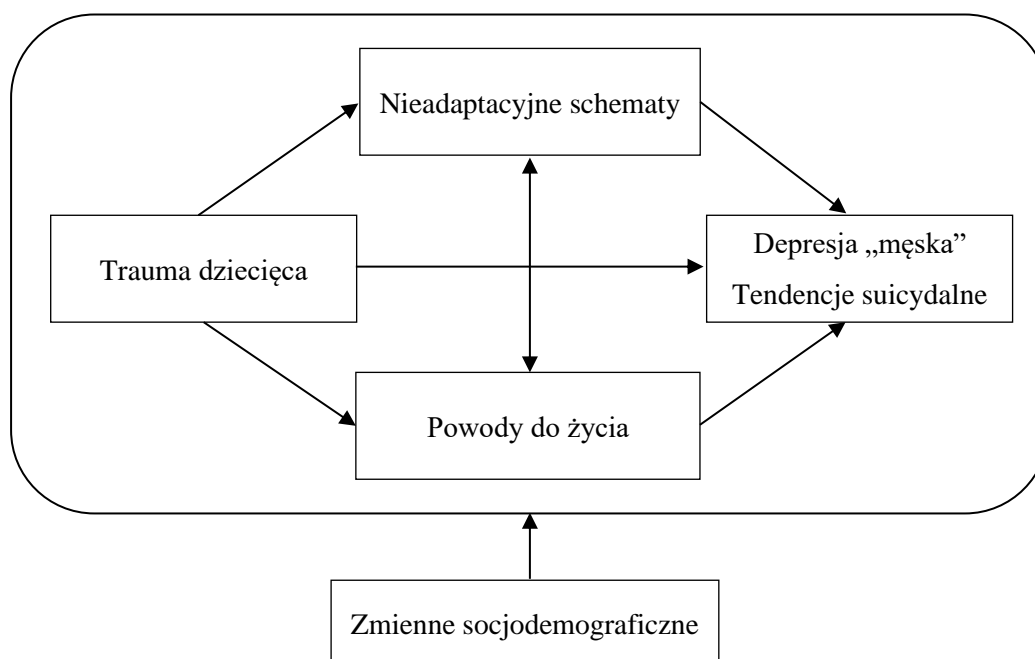 Nieadaptacyjne schematy
Trauma dziecięca
Depresja „męska”
Tendencje suicydalne
Powody do życia
Zmienne socjodemograficzne